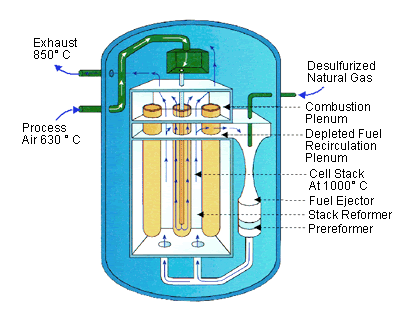 Exhaust
850° C
Process
Air 630 ° C
Desulfurized
Natural Gas
Combustion
Plenum
Depleted Fuel
Recirculation
Plenum
Cell Stack
At 1000° C
Fuel Ejector
Stack Reformer
Prereformer